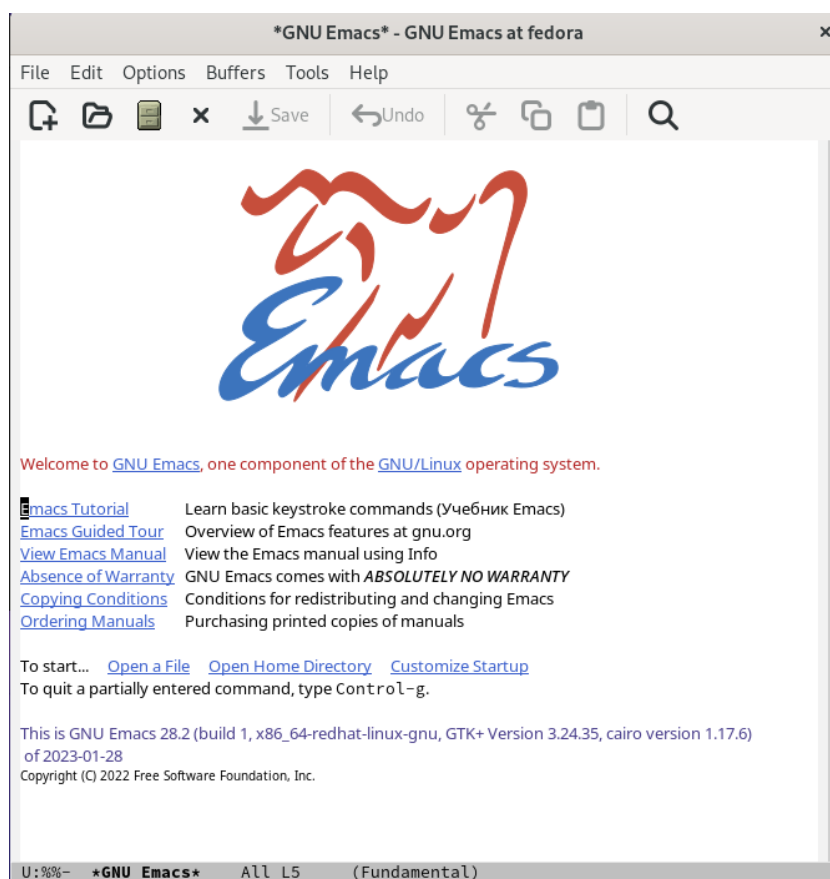 *GNU Emacs* - GNU Emacs at fedora
File Edit Options Buffers Tools Help
Save Undo
Emacs
Welcome to GNU Emacs, one component of the GNU/Linux operating system.
Emacs Tutorial Learn basic keystroke commands (Учебник Emacs)
Emacs Guided Tour Overview of Emacs features at gnu.org
View Emacs Manual View the Emacs manual using Info
Absence of Warranty GNU Emacs comes with ABSOLUTELY NO WARRANTY
Copying Conditions Conditions for redistributing and changing Emacs
Ordering Manuals Purchasing printed copies of manuals
To start... Open a File Open Home Directory Customize Startup
To quit a partially entered command, type Control-g.
This is GNU Emacs 28.2 (build 1, x86_64-redhat-linux-gnu, GTK+ Version 3.24.35, cairo version 1.17.6)
of 2023-01-28
Copyright (C) 2022 Free Software Foundation, Inc.
U:%%- *GNU Emacs* All L5 (Fundamental)